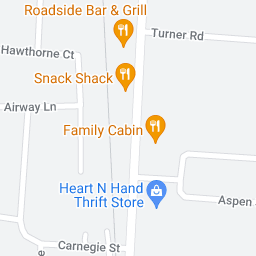 Roadside Bar & Grill
Turner Rd
Hawthorne Ct
Snack Shack
Airway Ln
Family Cabin
Heart N Hand
Thrift Store
Aspen
Carnegie St